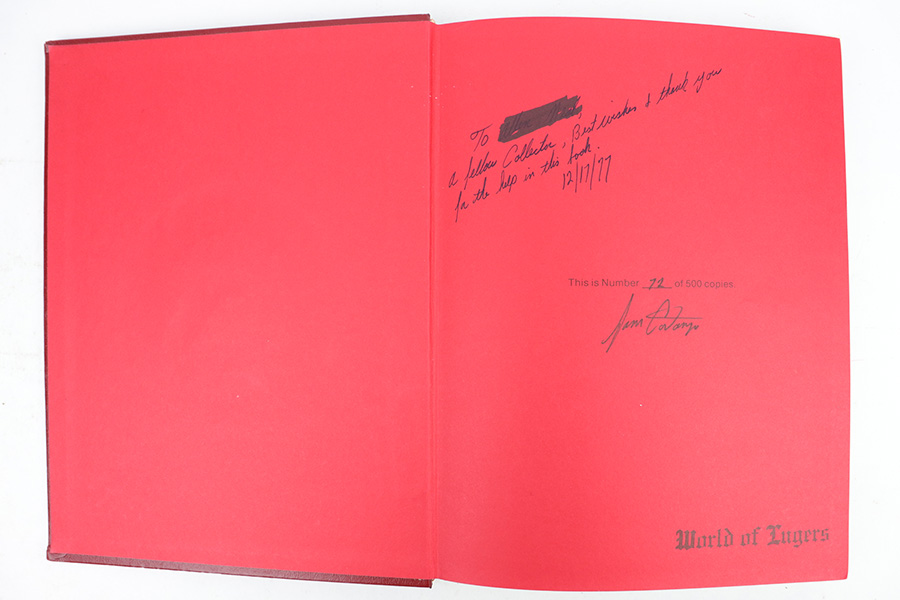 To
a fellow Collector, Best wishes & thank you
for the help in this book.
12/17/77
This is Number 72 of 500 copies.
World of Lugers